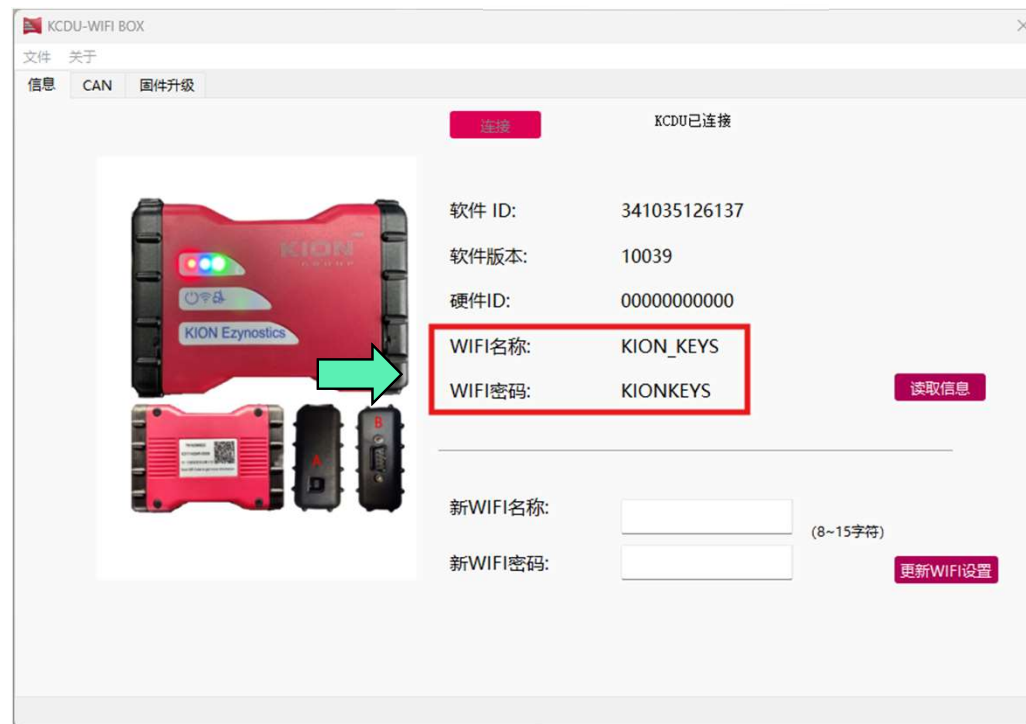 KCDU-WIFI BOX
文件 关于
信息 CAN 固件升级
连接 KCDU已连接
KION
GROUP
KION Ezynostics
软件 ID: 341035126137
软件版本: 10039
硬件ID: 00000000000
WIFI名称: KION_KEYS
WIFI密码: KIONKEYS
读取信息
A
B
新WIFI名称:
(8~15字符)
新WIFI密码:
更新WIFI设置